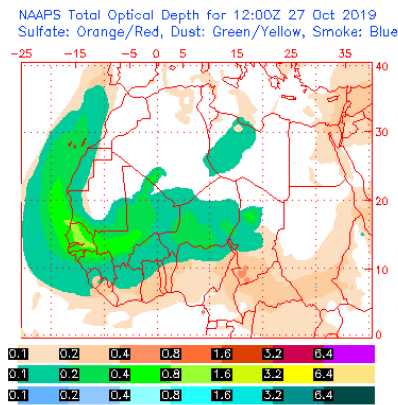 NAAPS Total Optical Depth for 12:00Z 27 Oct 2019
Sulfate: Orange/Red, Dust: Green/Yellow, Smoke: Blue
-25 -15 -5 5 15 25 35
40
30
20
10
0
0.1 0.2 0.4 0.8 1.6 3.2 6.4
0.1 0.2 0.4 0.8 1.6 3.2 6.4
0.1 0.2 0.4 0.8 1.6 3.2 6.4